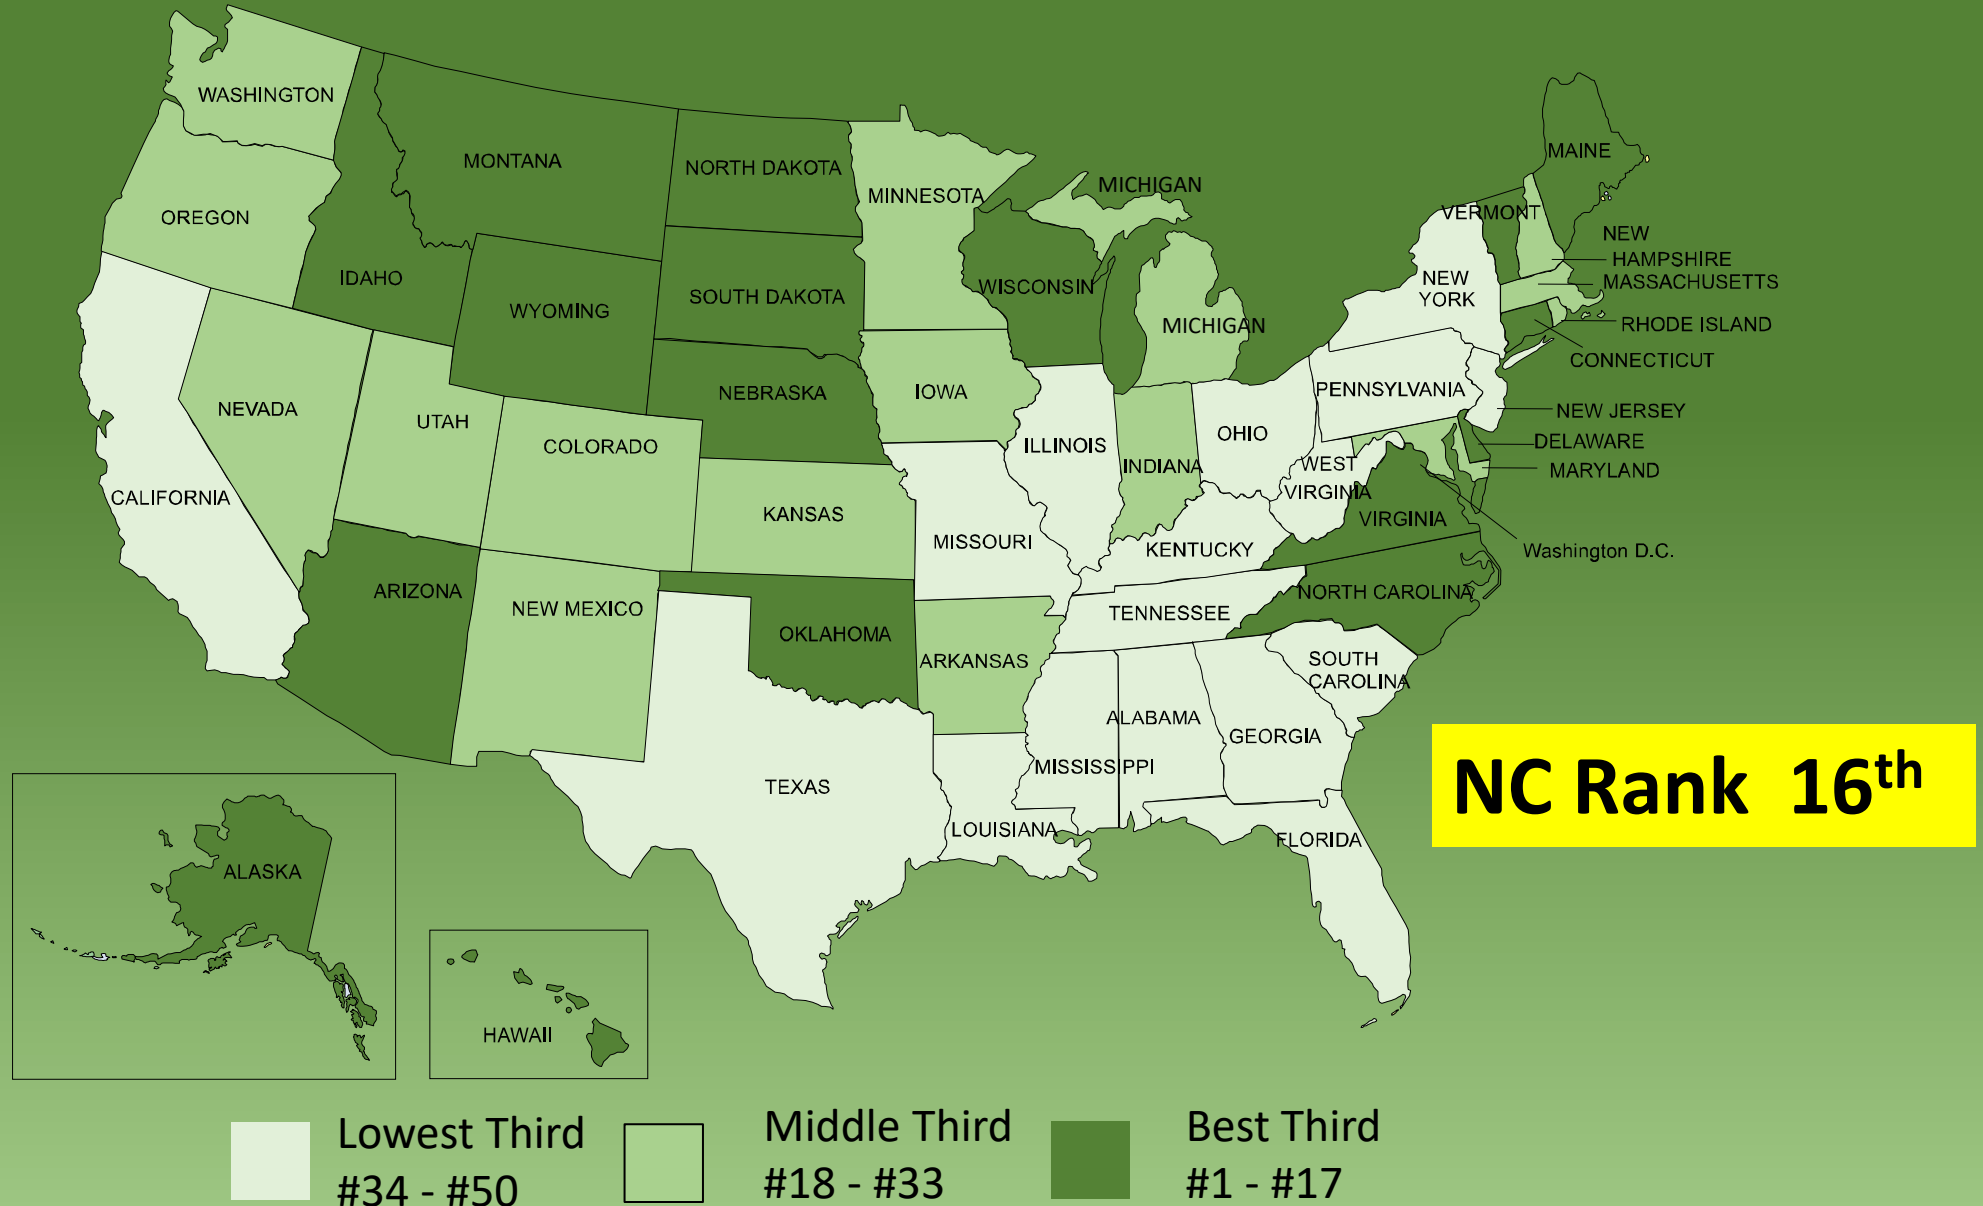 WASHINGTON
OREGON
CALIFORNIA
NEVADA
IDAHO
MONTANA
WYOMING
UTAH
COLORADO
ARIZONA
NEW MEXICO
NORTH DAKOTA
SOUTH DAKOTA
NEBRASKA
KANSAS
OKLAHOMA
TEXAS
MINNESOTA
IOWA
MISSOURI
ARKANSAS
LOUISIANA
WISCONSIN
ILLINOIS
MICHIGAN
MICHIGAN
INDIANA
OHIO
KENTUCKY
TENNESSEE
MISSISSIPPI
ALABAMA
GEORGIA
FLORIDA
SOUTH
CAROLINA
NORTH CAROLINA
VIRGINIA
WEST
VIRGINIA
PENNSYLVANIA
NEW
YORK
VERMONT
MAINE
NEW
HAMPSHIRE
MASSACHUSETTS
RHODE ISLAND
CONNECTICUT
NEW JERSEY
DELAWARE
MARYLAND
Washington D.C.
ALASKA
HAWAII
NC Rank 16th
Lowest Third
#34 - #50
Middle Third
#18 - #33
Best Third
#1 - #17